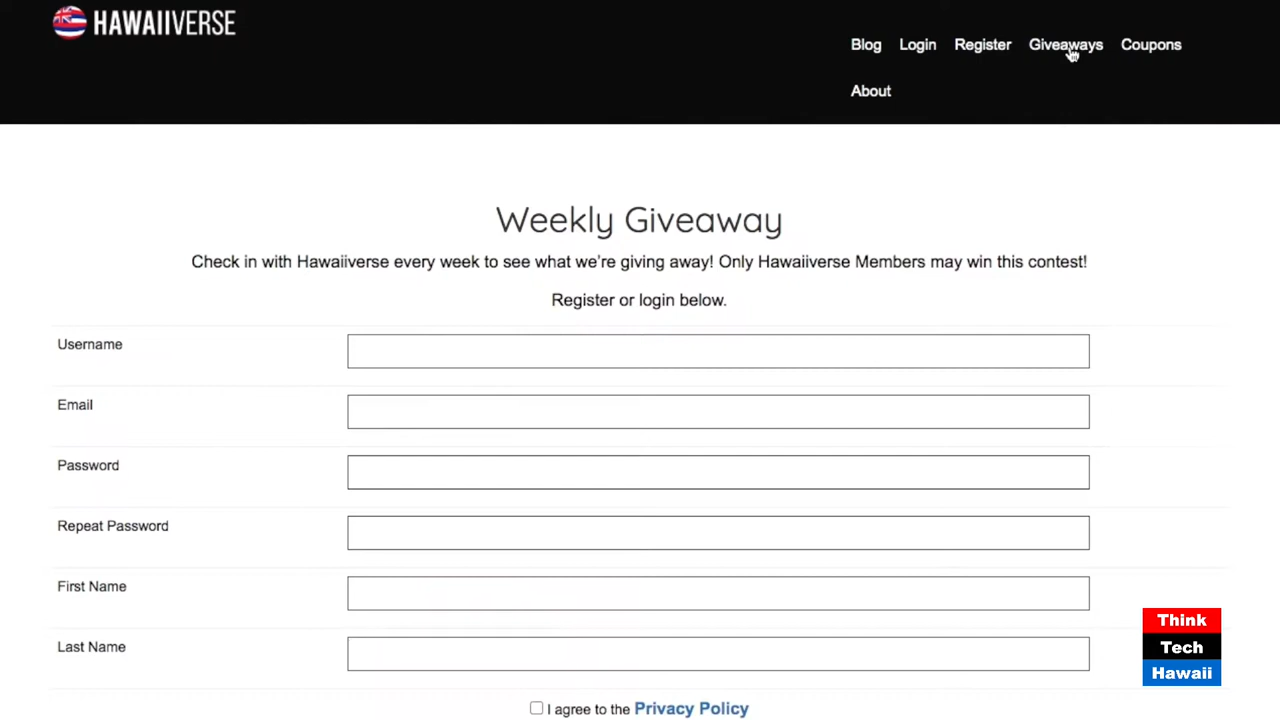 HAWAIIVERSE
Blog Login Register Giveaways Coupons
About
Weekly Giveaway
Check in with Hawaiiverse every week to see what we're giving away! Only Hawaiiverse Members may win this contest!
Register or login below.
Username
Email
Password
Repeat Password
First Name
Last Name
I agree to the Privacy Policy
Think
Tech
Hawaii